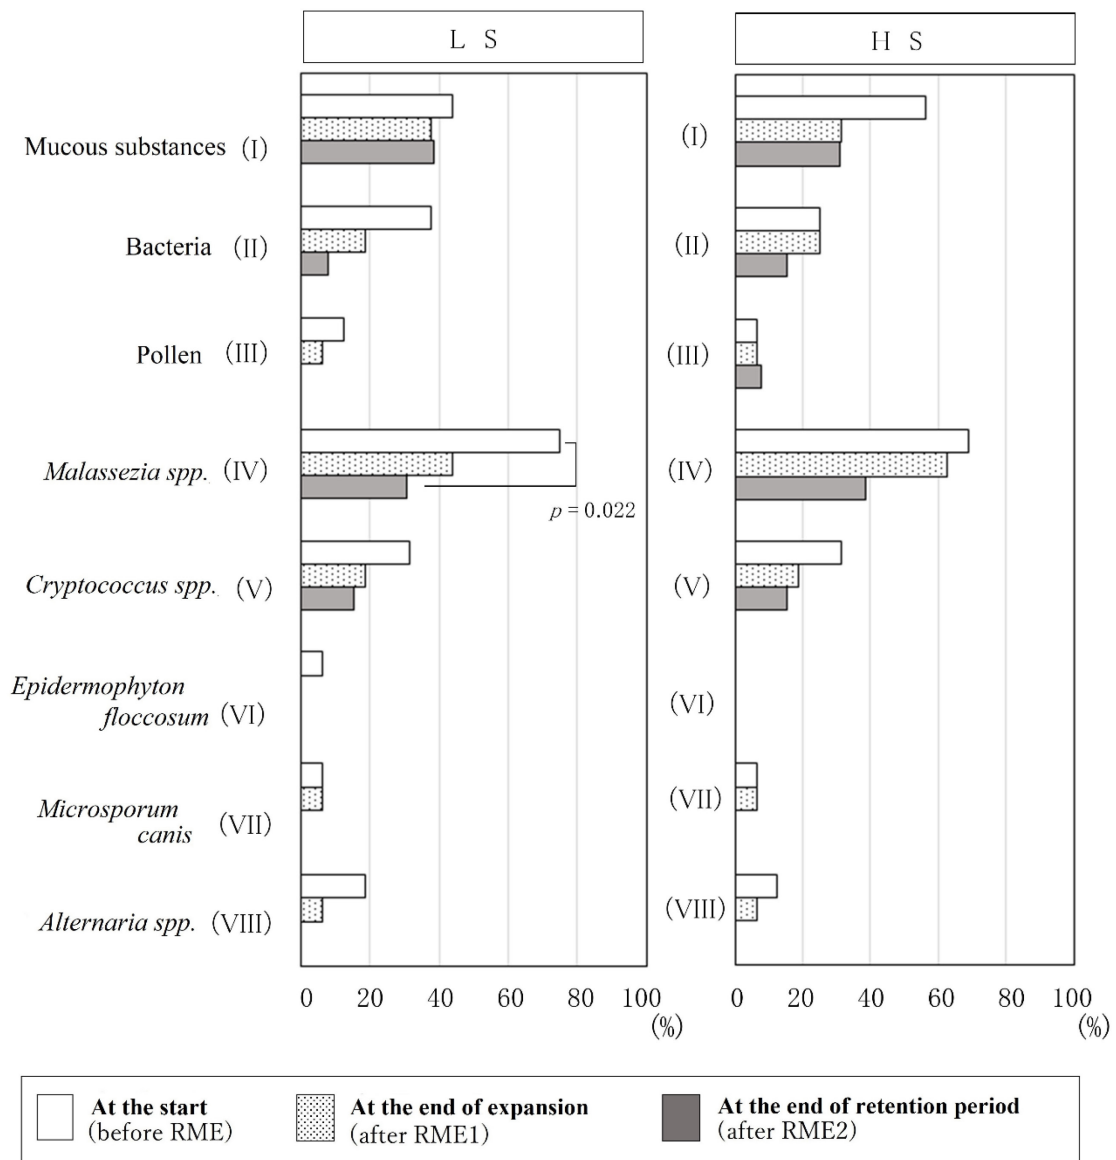 L S
H S
Mucous substances (I)
(I)
Bacteria (II)
(II)
Pollen (III)
(III)
Malassezia spp. (IV)
(IV)
p = 0.022
Cryptococcus spp. (V)
(V)
Epidermophyton
floccosum (VI)
(VI)
Microsporum
canis (VII)
(VII)
Alternaria spp. (VIII)
(VIII)
0 20 40 60 80 100
(%)
0 20 40 60 80 100
(%)
At the start
(before RME)
At the end of expansion
(after RME1)
At the end of retention period
(after RME2)